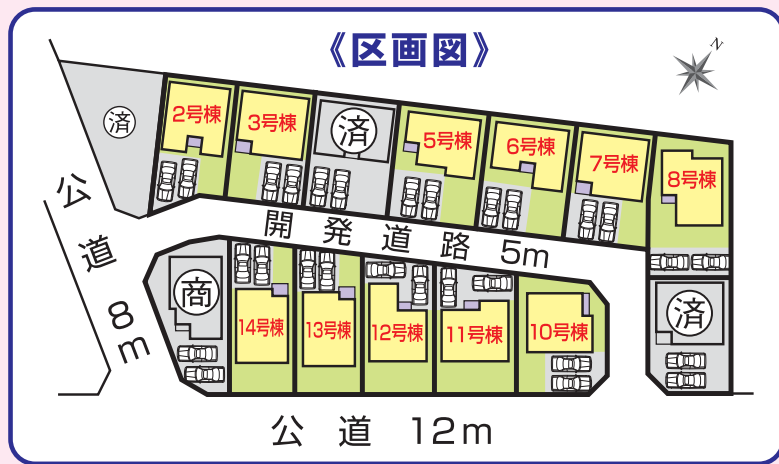 《区画図》
N
済
2号棟
3号棟
済
5号棟
6号棟
7号棟
8号棟
公道 8m
開発道路 5m
商
14号棟
13号棟
12号棟
11号棟
10号棟
済
公道 12m